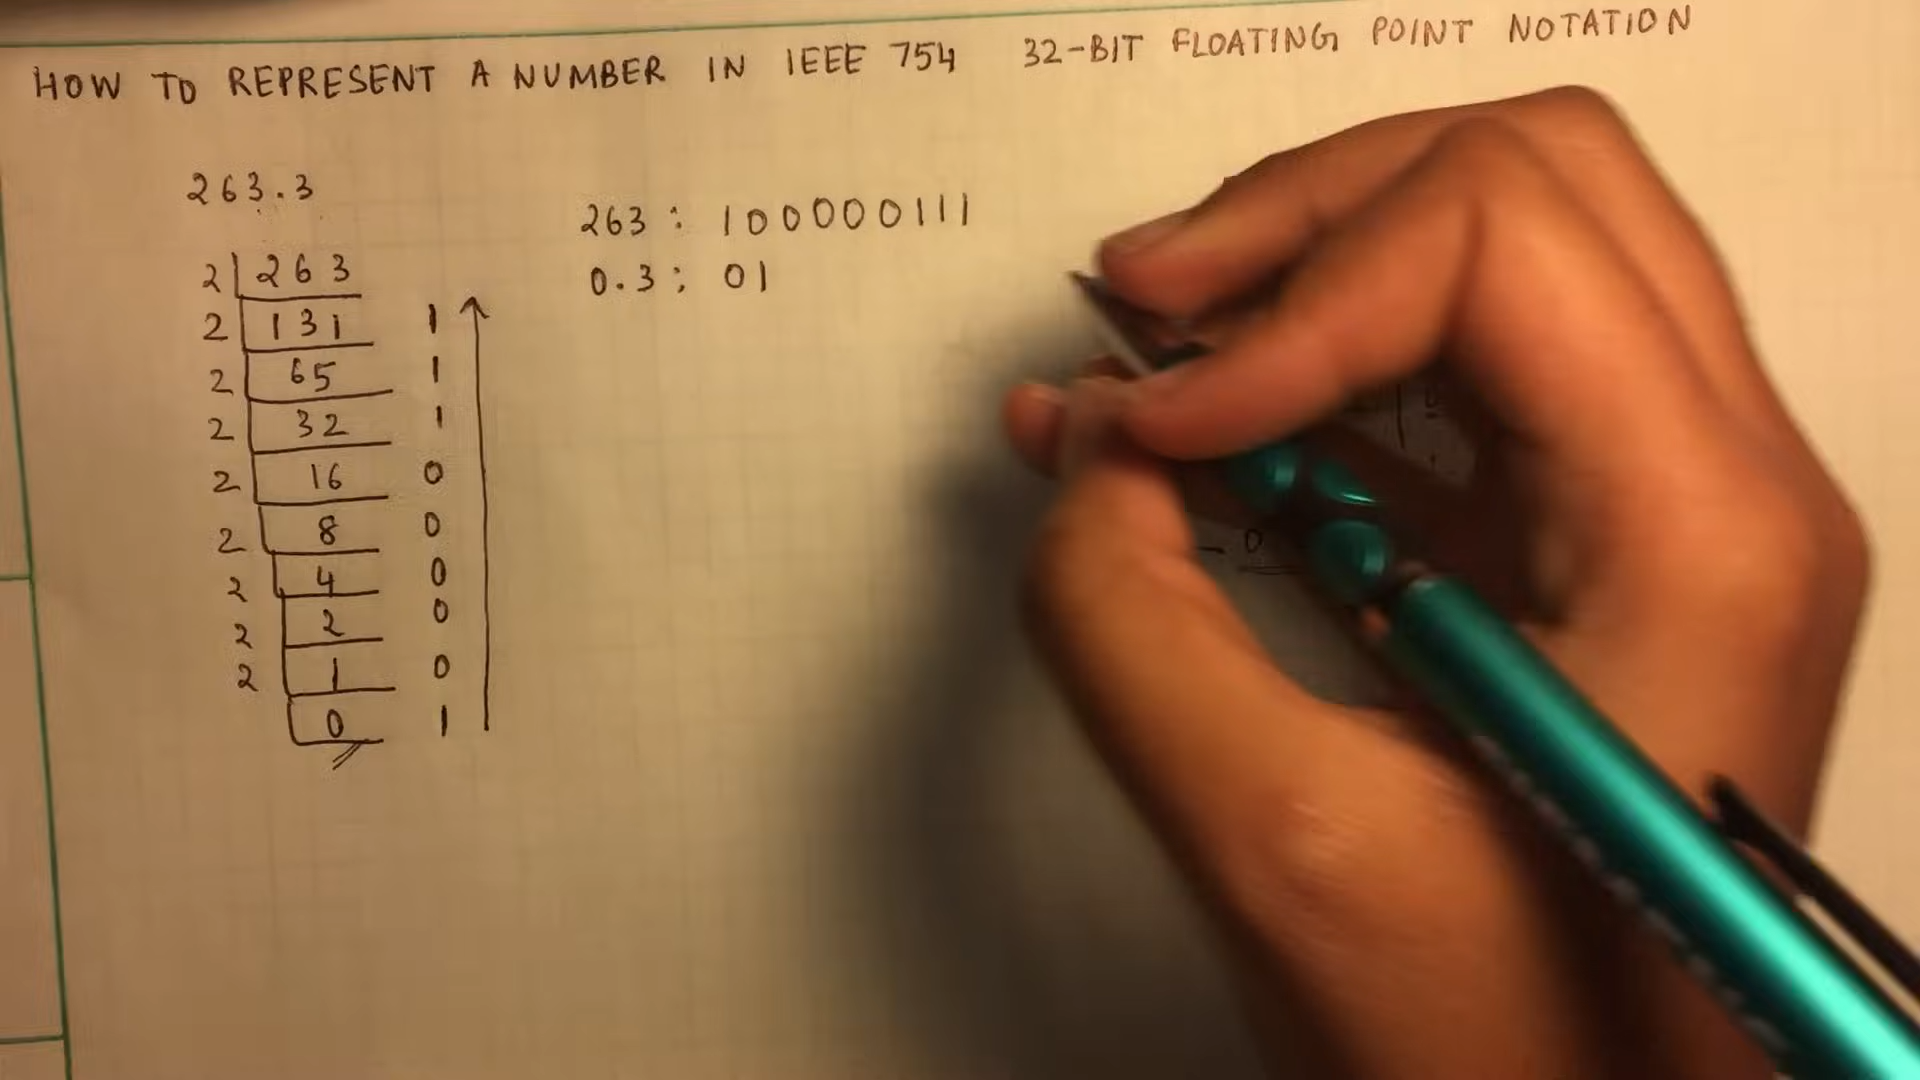 HOW TO REPRESENT A NUMBER IN IEEE 754 32-BIT FLOATING POINT NOTATION
263.3
263 : 100000111
0.3 : 01
2 263
2 131 1
2 65 1
2 32 1
2 16 0
2 8 0
2 4 0
2 2 0
2 1 0
0 1
0